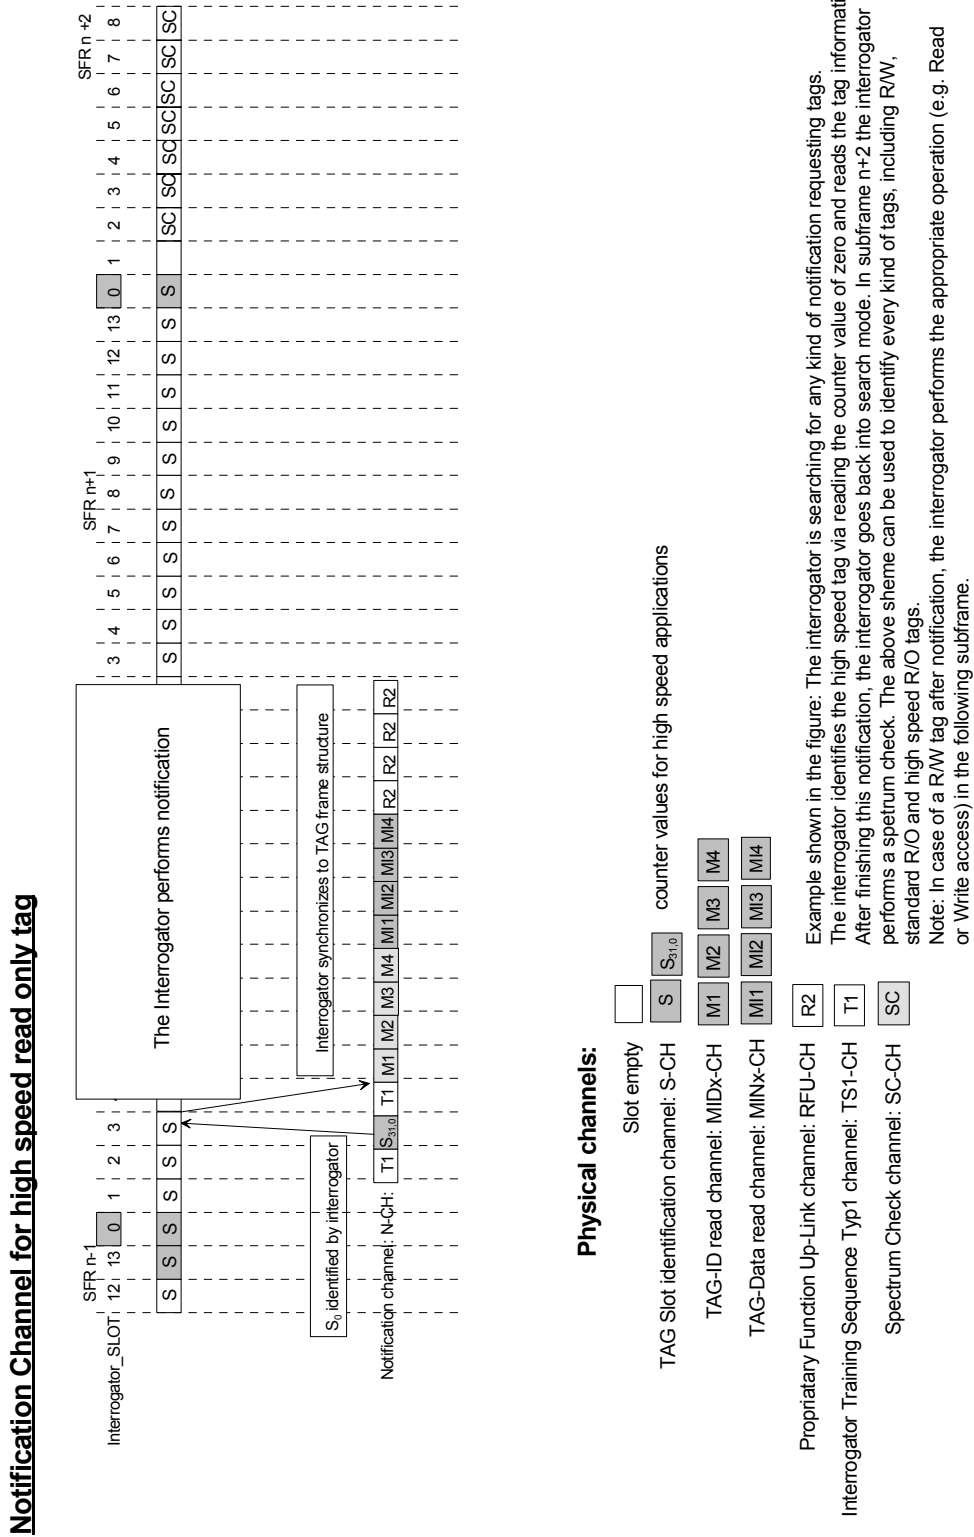 Notification Channel for high speed read only tag
SFR n-1 SFR n+1 SFR n +2
Interrogator_SLOT 12 13 0 1 2 3 3 4 5 6 7 8 9 10 11 12 13 0 1 2 3 4 5 6 7 8
S S S S S S S S S S S S S S S S S S SC SC SC SC SC SC SC
The Interrogator performs notification
S0 identified by interrogator
Interrogator synchronizes to TAG frame structure
Notification channel: N-CH: T1 S31,0 T1 M1 M2 M3 M4 MI1 MI2 MI3 MI4 R2 R2 R2 R2
Physical channels:
Slot empty
TAG Slot identification channel: S-CH S S31,0 counter values for high speed applications
TAG-ID read channel: MIDx-CH M1 M2 M3 M4
TAG-Data read channel: MINx-CH MI1 MI2 MI3 MI4
Propriatary Function Up-Link channel: RFU-CH R2
Interrogator Training Sequence Typ1 channel: TS1-CH T1
Spectrum Check channel: SC-CH SC
Example shown in the figure: The interrogator is searching for any kind of notification requesting tags.
The interrogator identifies the high speed tag via reading the counter value of zero and reads the tag informati
After finishing this notification, the interrogator goes back into search mode. In subframe n+2 the interrogator
performs a spetrum check. The above sheme can be used to identify every kind of tags, including R/W,
standard R/O and high speed R/O tags.
Note: In case of a R/W tag after notification, the interrogator performs the appropriate operation (e.g. Read
or Write access) in the following subframe.